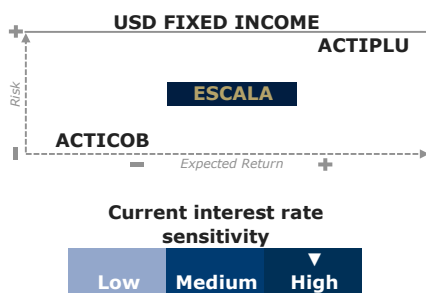 USD FIXED INCOME
ACTIPLU
Risk
ESCALA
ACTICOB
Expected Return
Current interest rate
sensitivity
Low Medium High